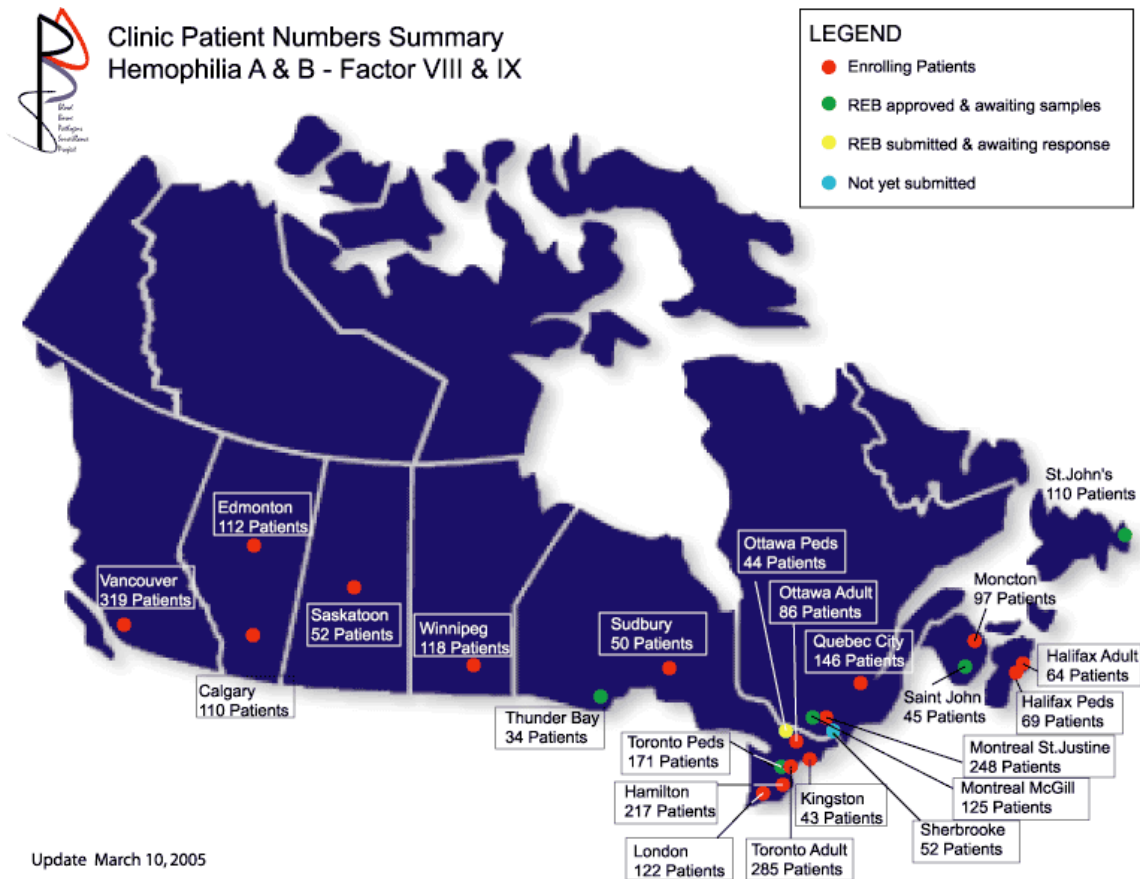 Clinic Patient Numbers Summary
Hemophilia A & B - Factor VIII & IX
Blood
Borne
Pathogens
Surveillance
Project
LEGEND
Enrolling Patients
REB approved & awaiting samples
REB submitted & awaiting response
Not yet submitted
St.John's
110 Patients
Edmonton
112 Patients
Ottawa Peds
44 Patients
Moncton
97 Patients
Vancouver
319 Patients
Ottawa Adult
86 Patients
Saskatoon
52 Patients
Winnipeg
118 Patients
Sudbury
50 Patients
Quebec City
146 Patients
Halifax Adult
64 Patients
Calgary
110 Patients
Saint John
45 Patients
Halifax Peds
69 Patients
Thunder Bay
34 Patients
Toronto Peds
171 Patients
Montreal St.Justine
248 Patients
Hamilton
217 Patients
Kingston
43 Patients
Montreal McGill
125 Patients
Sherbrooke
52 Patients
London
122 Patients
Toronto Adult
285 Patients
Update March 10, 2005